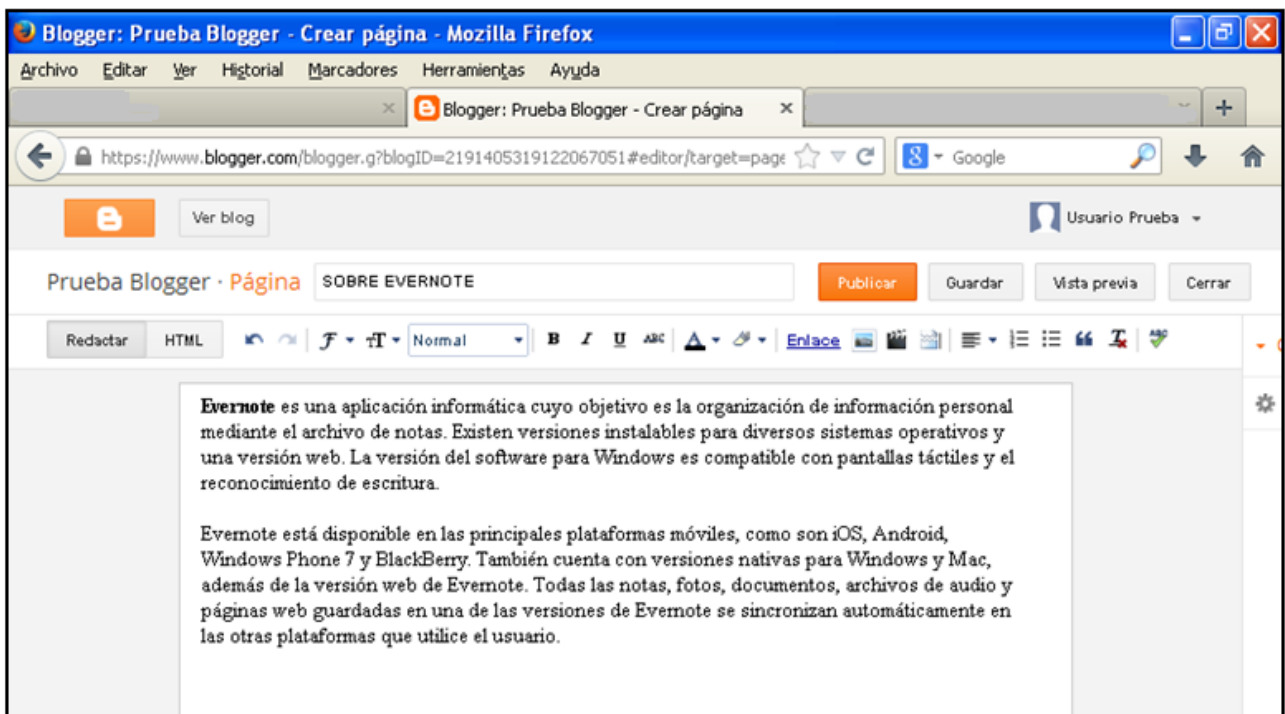 Blogger: Prueba Blogger - Crear página - Mozilla Firefox
Archivo Editar Ver Historial Marcadores Herramientas Ayuda
Blogger: Prueba Blogger - Crear página
https://www.blogger.com/blogger.g?blogID=2191405319122067051#editor/target=page Google
Ver blog Usuario Prueba
Prueba Blogger · Página SOBRE EVERNOTE Publicar Guardar Vista previa Cerrar
Redactar HTML Normal B I U ABC A Enlace ABC
Evernote es una aplicación informática cuyo objetivo es la organización de información personal
mediante el archivo de notas. Existen versiones instalables para diversos sistemas operativos y
una versión web. La versión del software para Windows es compatible con pantallas táctiles y el
reconocimiento de escritura.
Evernote está disponible en las principales plataformas móviles, como son iOS, Android,
Windows Phone 7 y BlackBerry. También cuenta con versiones nativas para Windows y Mac,
además de la versión web de Evernote. Todas las notas, fotos, documentos, archivos de audio y
páginas web guardadas en una de las versiones de Evernote se sincronizan automáticamente en
las otras plataformas que utilice el usuario.